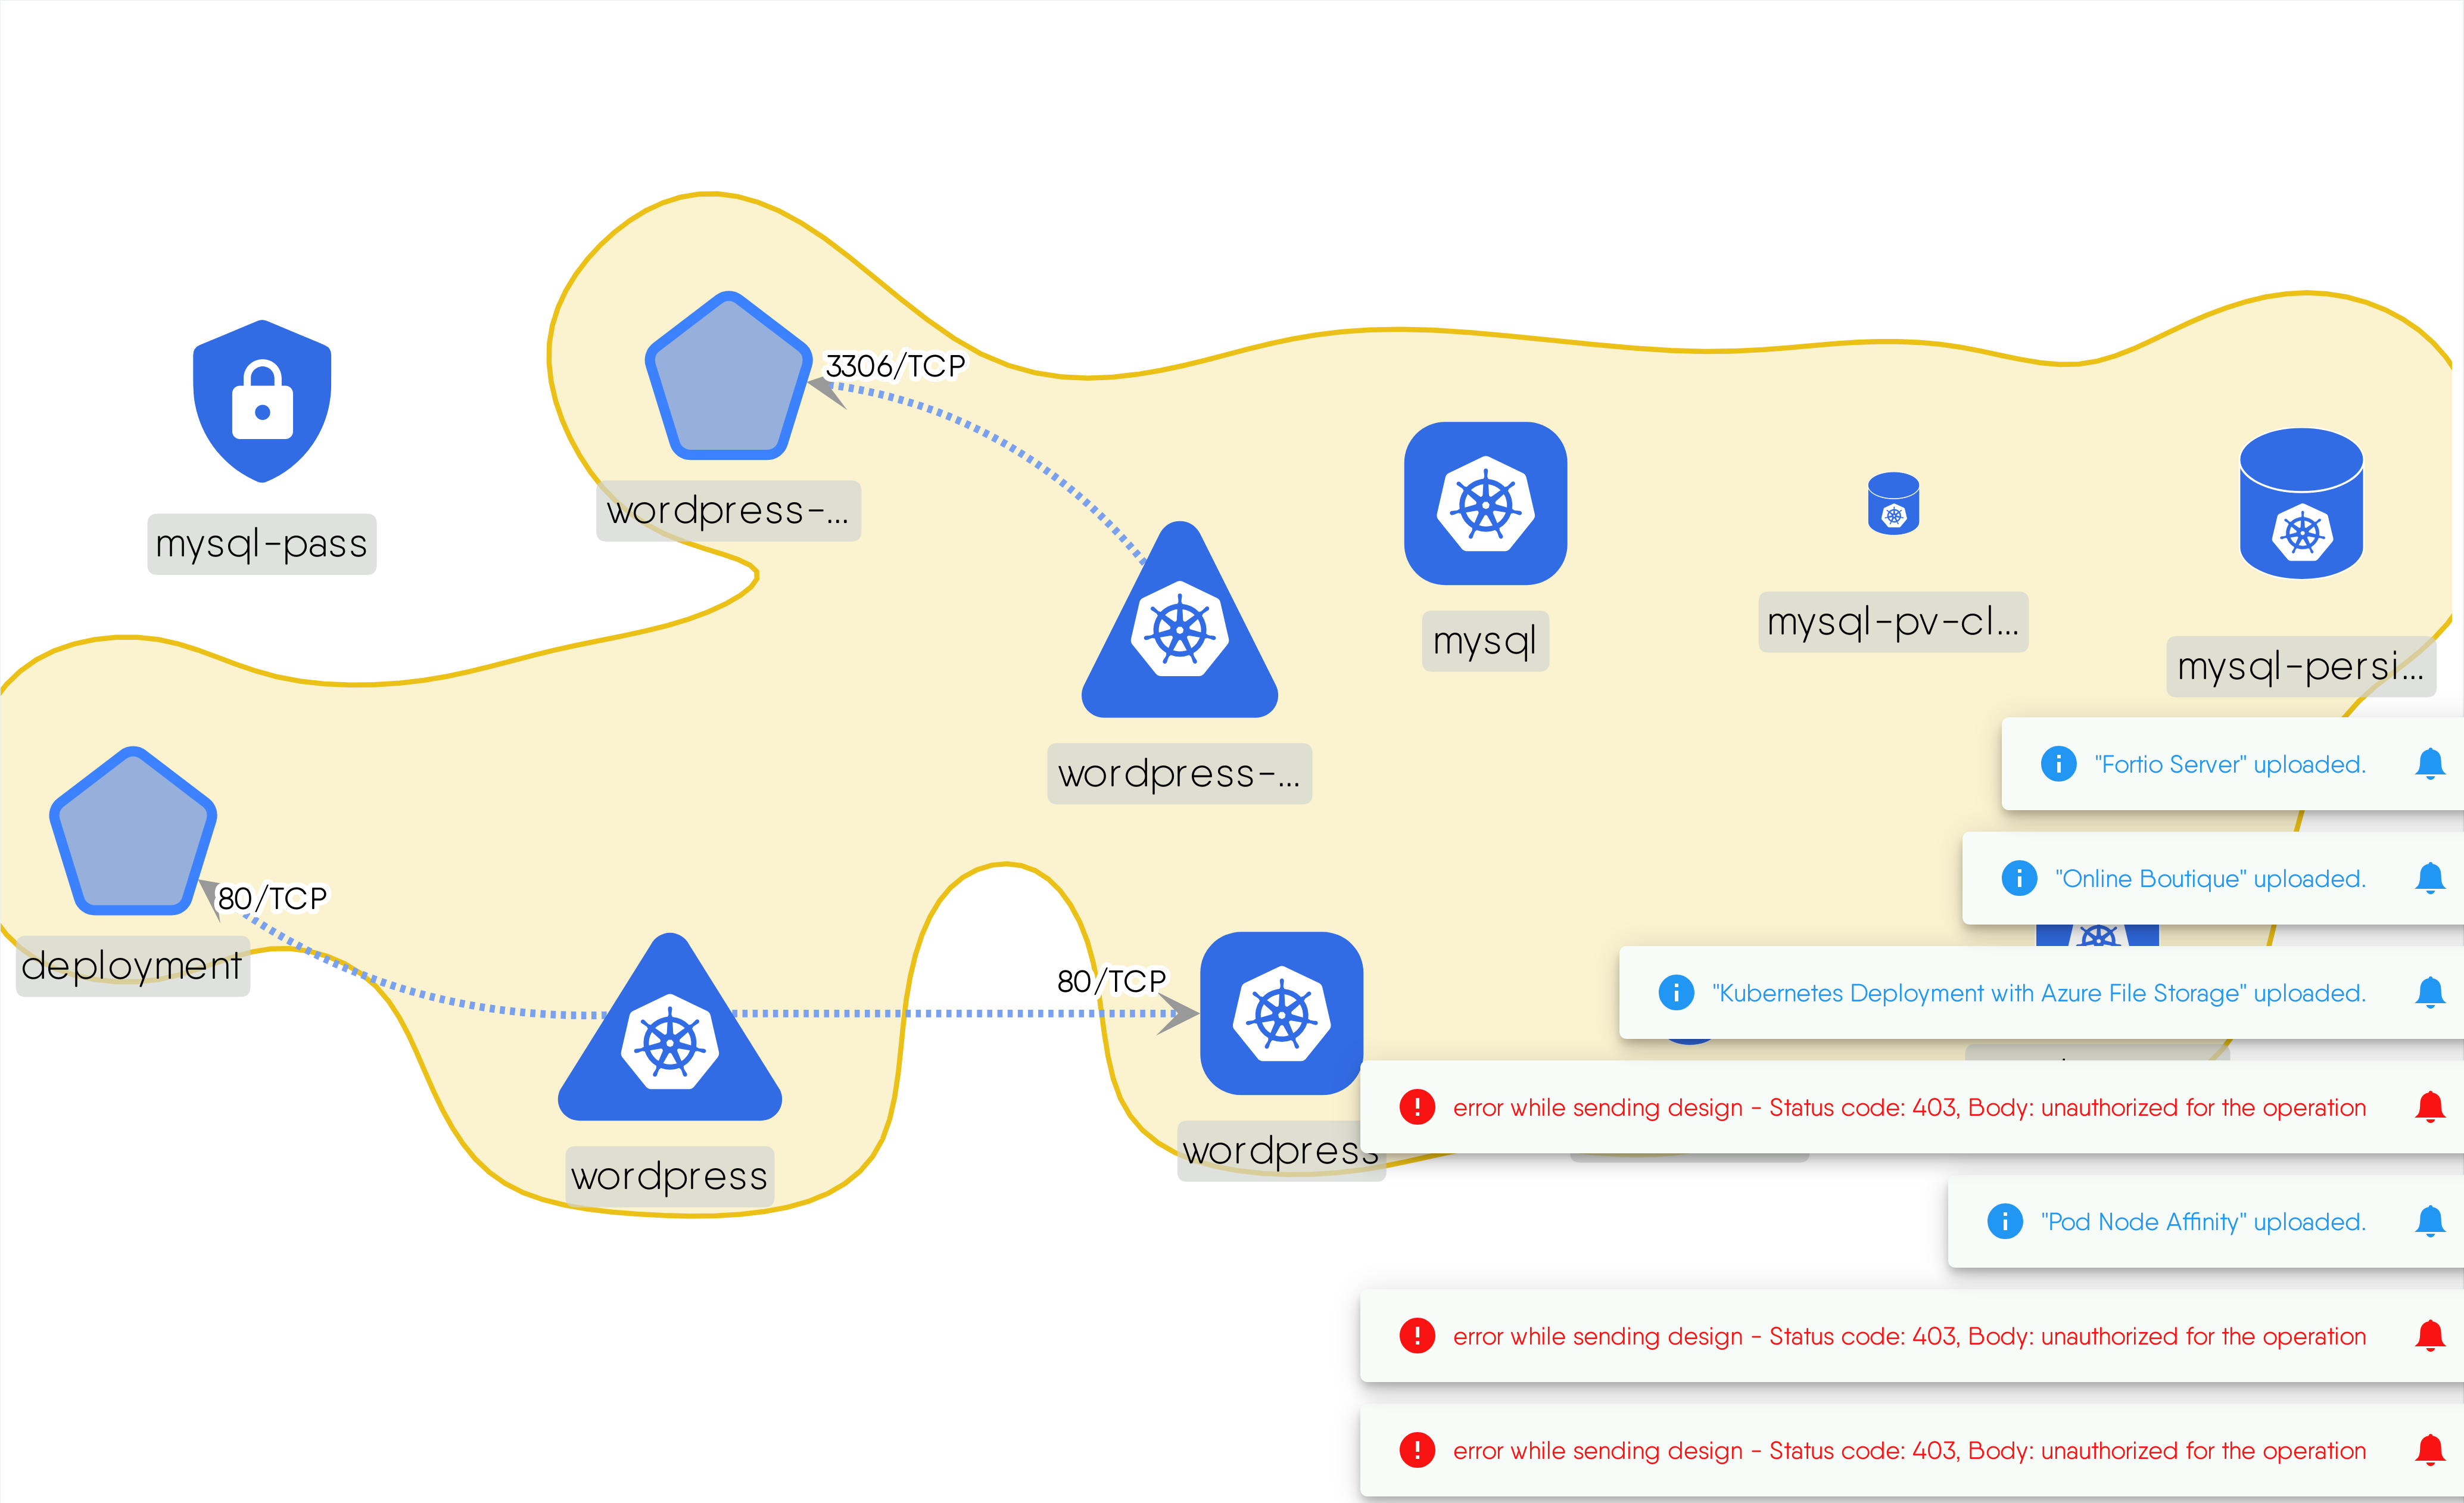 3306/TCP
wordpress-...
mysql-pass
mysql
mysql-pv-cl...
mysql-persi...
wordpress-...
80/TCP
deployment
80/TCP
wordpress
wordpress
"Fortio Server" uploaded.
"Online Boutique" uploaded.
"Kubernetes Deployment with Azure File Storage" uploaded.
error while sending design - Status code: 403, Body: unauthorized for the operation
"Pod Node Affinity" uploaded.
error while sending design - Status code: 403, Body: unauthorized for the operation
error while sending design - Status code: 403, Body: unauthorized for the operation